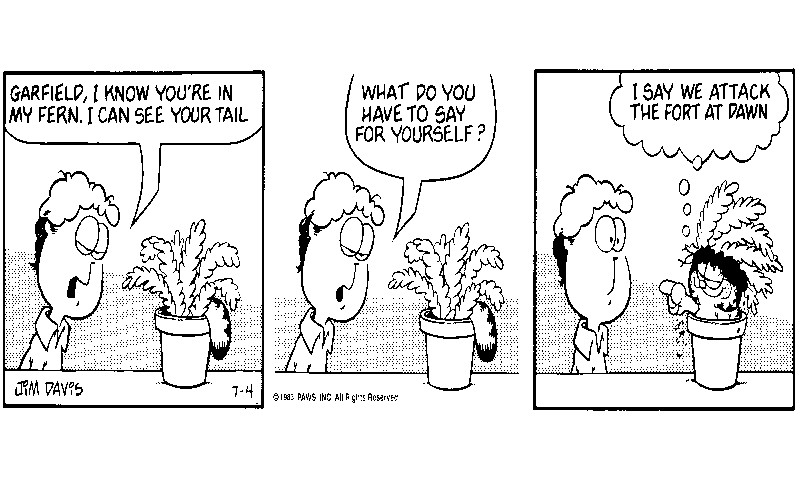 GARFIELD, I KNOW YOU'RE IN
MY FERN. I CAN SEE YOUR TAIL
JIM DAVIS
7-4
WHAT DO YOU
HAVE TO SAY
FOR YOURSELF?
© 1983 PAWS INC. All Rights Reserved
I SAY WE ATTACK
THE FORT AT DAWN